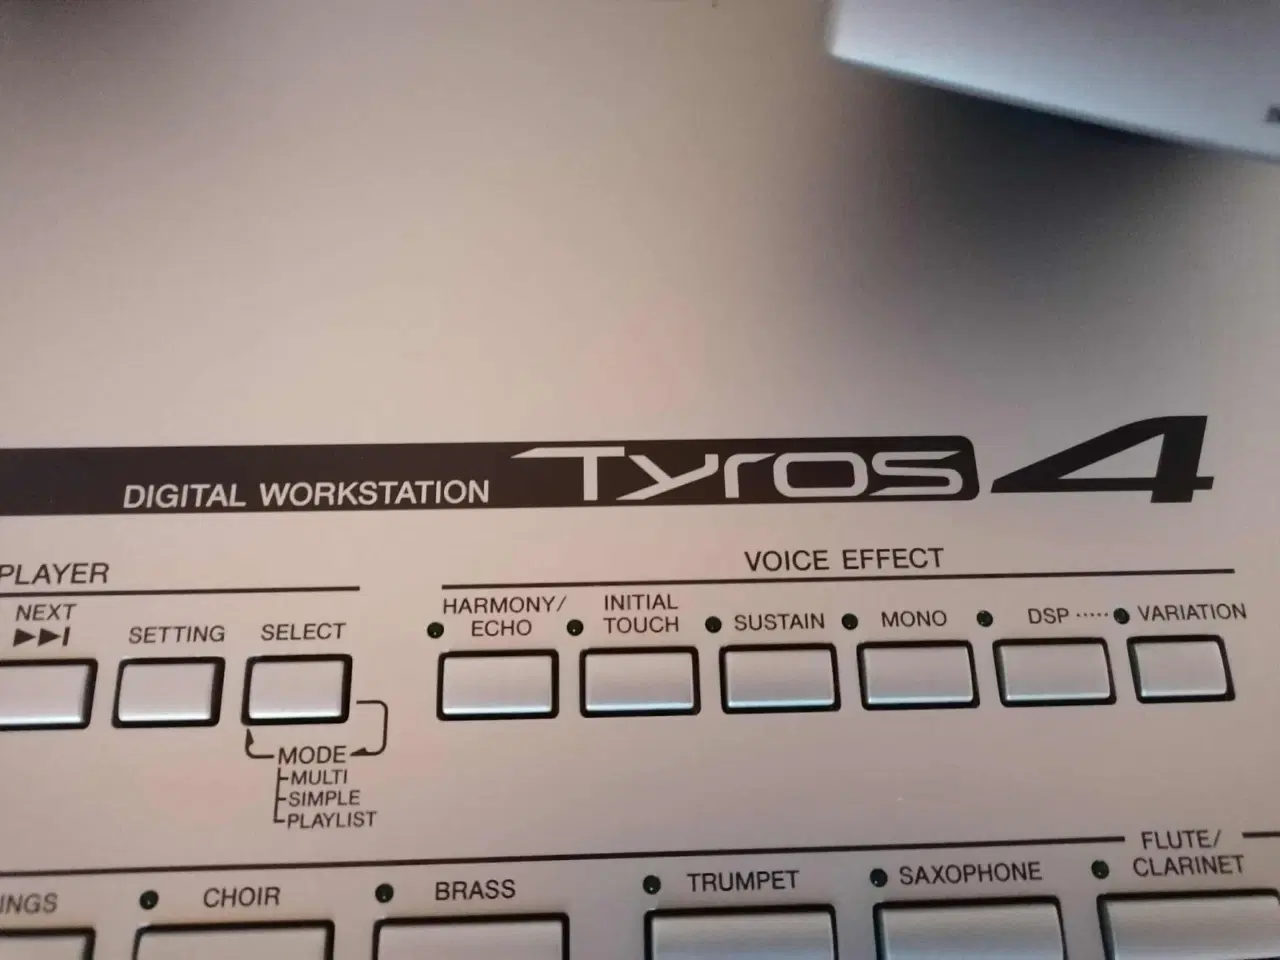 DIGITAL WORKSTATION Tyros 4
PLAYER
VOICE EFFECT
NEXT
SETTING
SELECT
HARMONY/
ECHO
INITIAL
TOUCH
SUSTAIN
MONO
DSP ·····
VARIATION
MODE
MULTI
SIMPLE
PLAYLIST
INGS
CHOIR
BRASS
TRUMPET
SAXOPHONE
FLUTE/
CLARINET